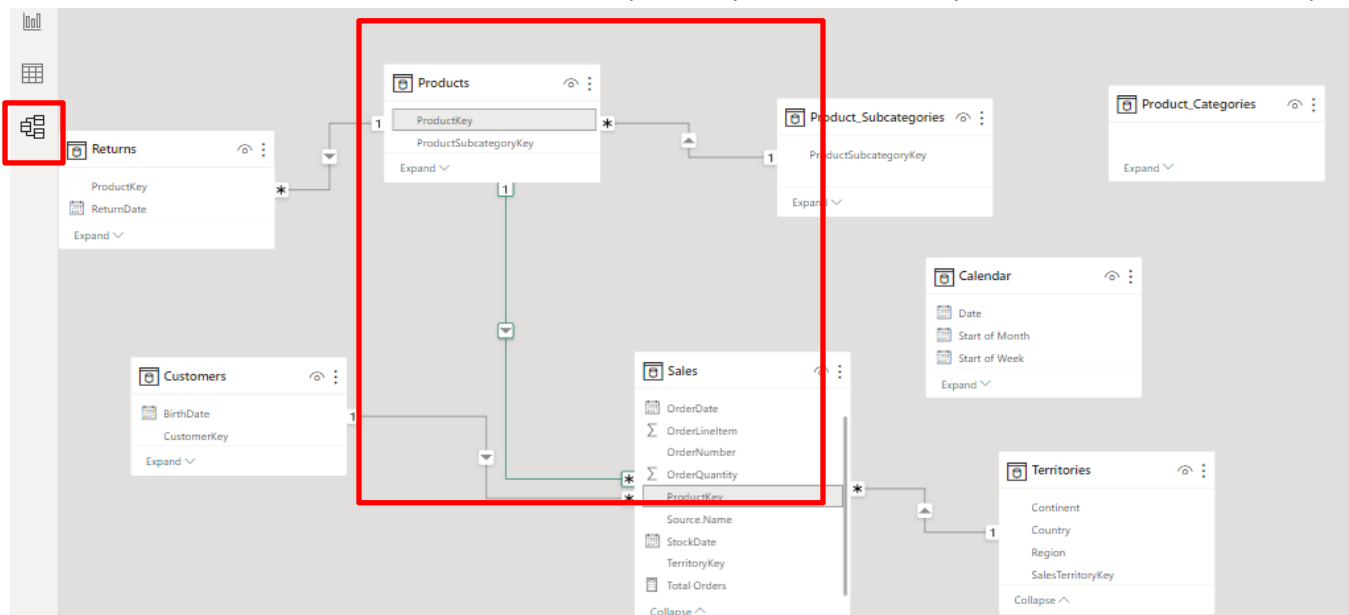 Products
ProductKey
ProductSubcategoryKey
Expand
1
*
1
Product_Subcategories
ProductSubcategoryKey
Expand
1
Product_Categories
Expand
Returns
ProductKey
ReturnDate
Expand
*
Calendar
Date
Start of Month
Start of Week
Expand
Customers
BirthDate
CustomerKey
Expand
1
Sales
OrderDate
OrderLineItem
OrderNumber
OrderQuantity
ProductKey
Source.Name
StockDate
TerritoryKey
Total Orders
Collapse
*
*
*
Territories
Continent
Country
Region
SalesTerritoryKey
Collapse
1